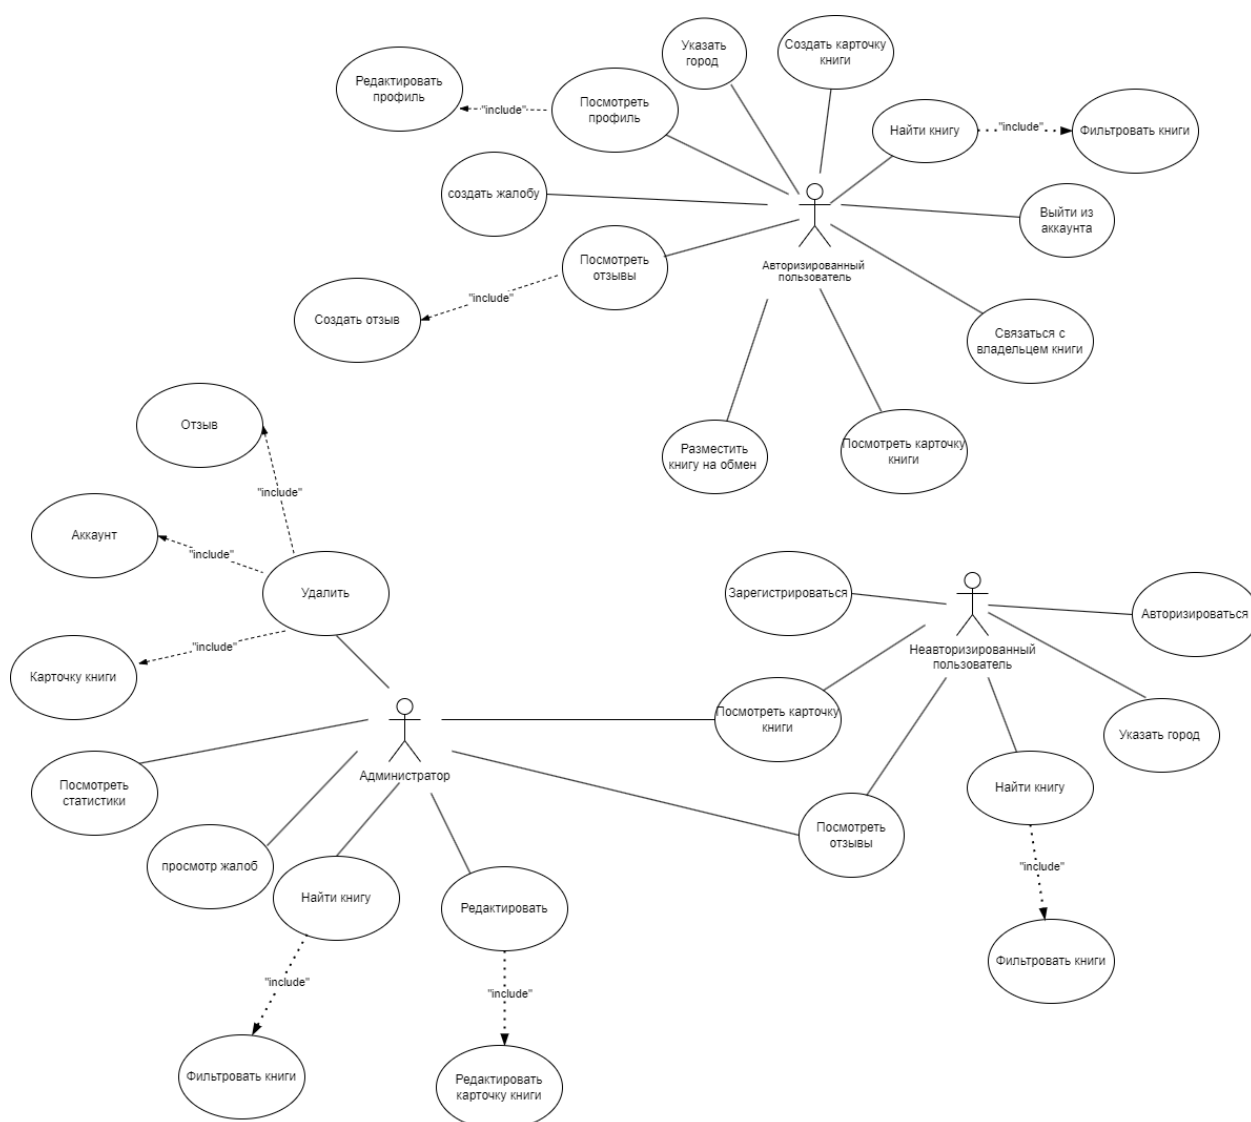 Указать
город
Создать карточку
книги
Редактировать
профиль
"include"
Посмотреть
профиль
Найти книгу
"include"
Фильтровать книги
создать жалобу
Выйти из
аккаунта
Посмотреть
отзывы
Авторизированный
пользователь
"include"
Создать отзыв
Связаться с
владельцем книги
Отзыв
Разместить
книгу на обмен
Посмотреть карточку
книги
"include"
Аккаунт
"include"
Удалить
Зарегистрироваться
Авторизироваться
"include"
Карточку книги
Неавторизированный
пользователь
Посмотреть карточку
книги
Указать город
Администратор
Посмотреть
статистики
Найти книгу
Посмотреть
отзывы
просмотр жалоб
"include"
Найти книгу
Редактировать
Фильтровать книги
"include"
"include"
Фильтровать книги
Редактировать
карточку книги